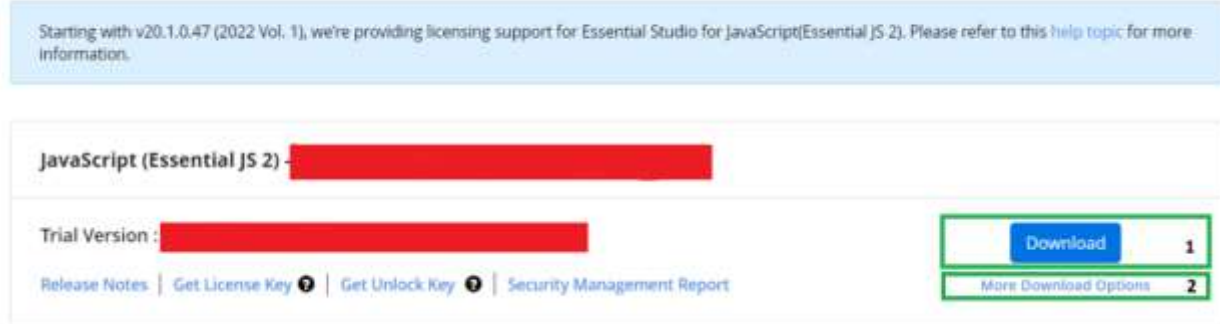 Starting with v20.1.0.47 (2022 Vol. 1), we're providing licensing support for Essential Studio for JavaScript(Essential JS 2). Please refer to this help topic for more
information.
JavaScript (Essential JS 2) -
Trial Version :
Download 1
Release Notes | Get License Key ? | Get Unlock Key ? | Security Management Report
More Download Options 2